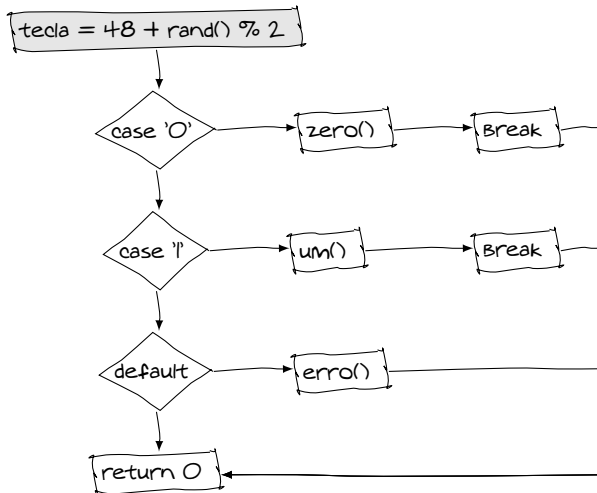 tecla = 48 + rand() % 2
case '0'
zero()
Break
case '1'
um()
Break
default
erro()
return 0